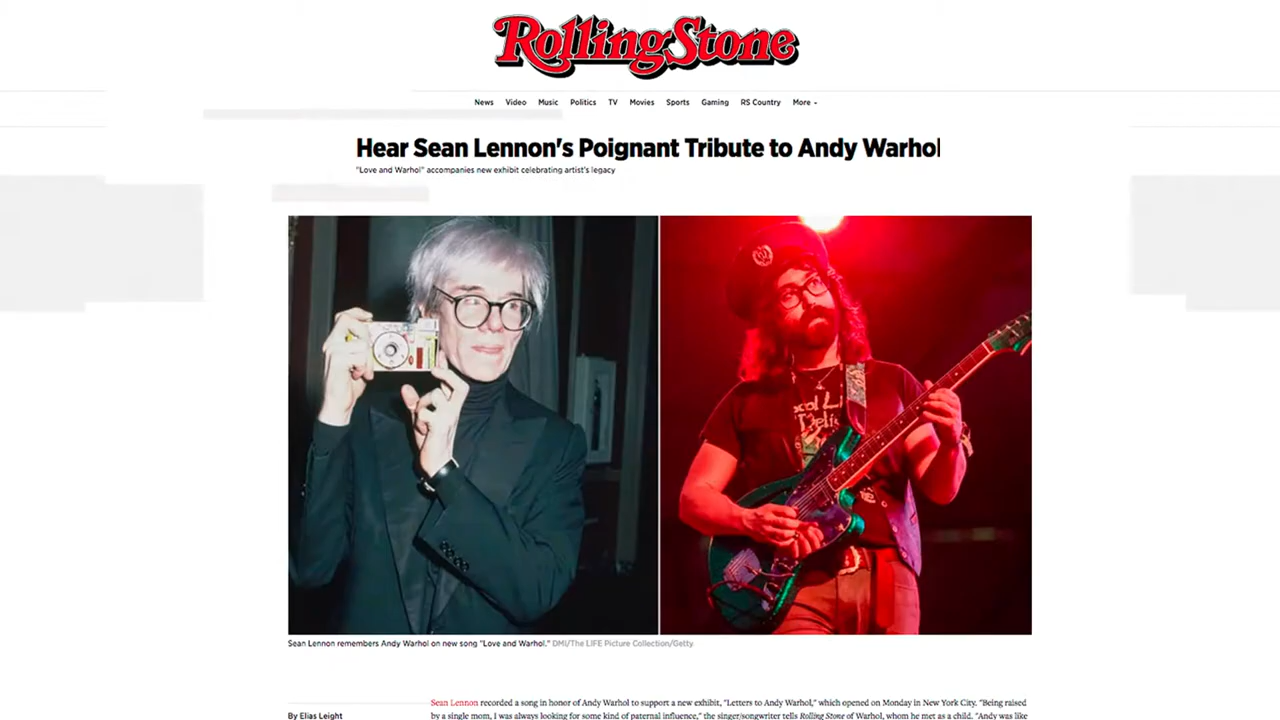 RollingStone
News Video Music Politics TV Movies Sports Gaming RS Country More
Hear Sean Lennon's Poignant Tribute to Andy Warhol
"Love and Warhol" accompanies new exhibit celebrating artist's legacy
Sean Lennon remembers Andy Warhol on new song "Love and Warhol." DMI/The LIFE Picture Collection/Getty
Sean Lennon recorded a song in honor of Andy Warhol to support a new exhibit, "Letters to Andy Warhol," which opened on Monday in New York City. "Being raised
By Elias Leight
by a single mom, I was always looking for some kind of paternal influence," the singer/songwriter tells Rolling Stone of Warhol, whom he met as a child. "Andy was like